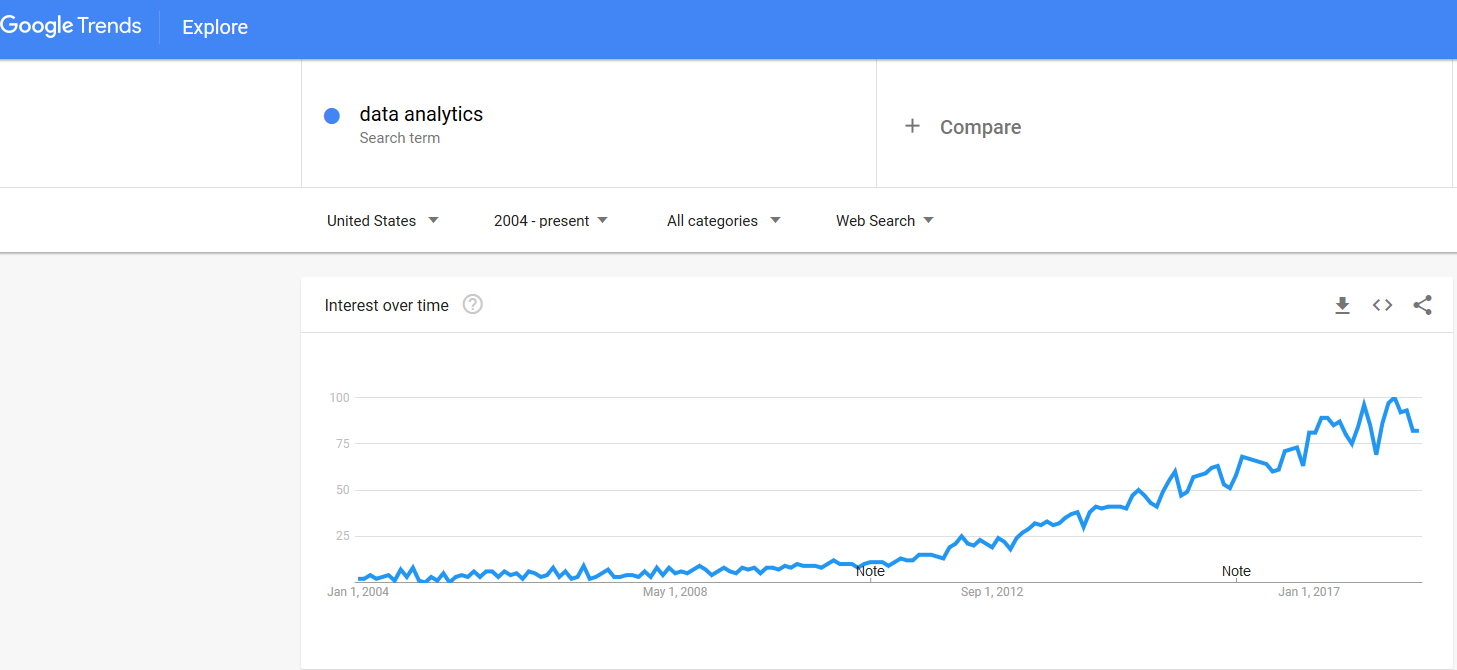 Google Trends Explore
data analytics
Search term
+ Compare
United States 2004 - present All categories Web Search
Interest over time ?
100
75
50
25
Note Note
Jan 1, 2004 May 1, 2008 Sep 1, 2012 Jan 1, 2017